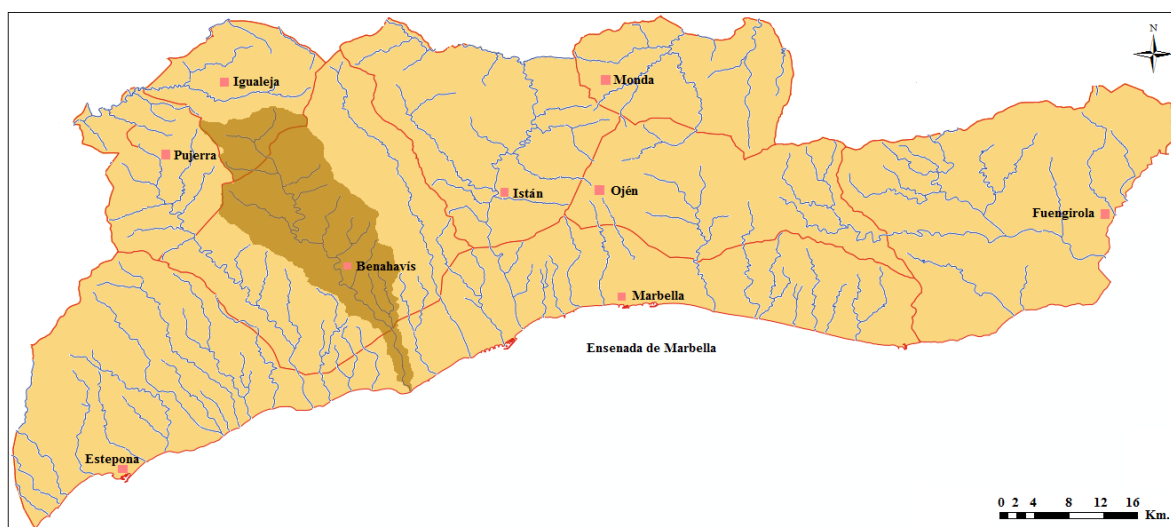 N
Igualeja
Monda
Pujerra
Istán
Ojén
Fuengirola
Benahavís
Marbella
Ensenada de Marbella
Estepona
0 2 4 8 12 16
Km.